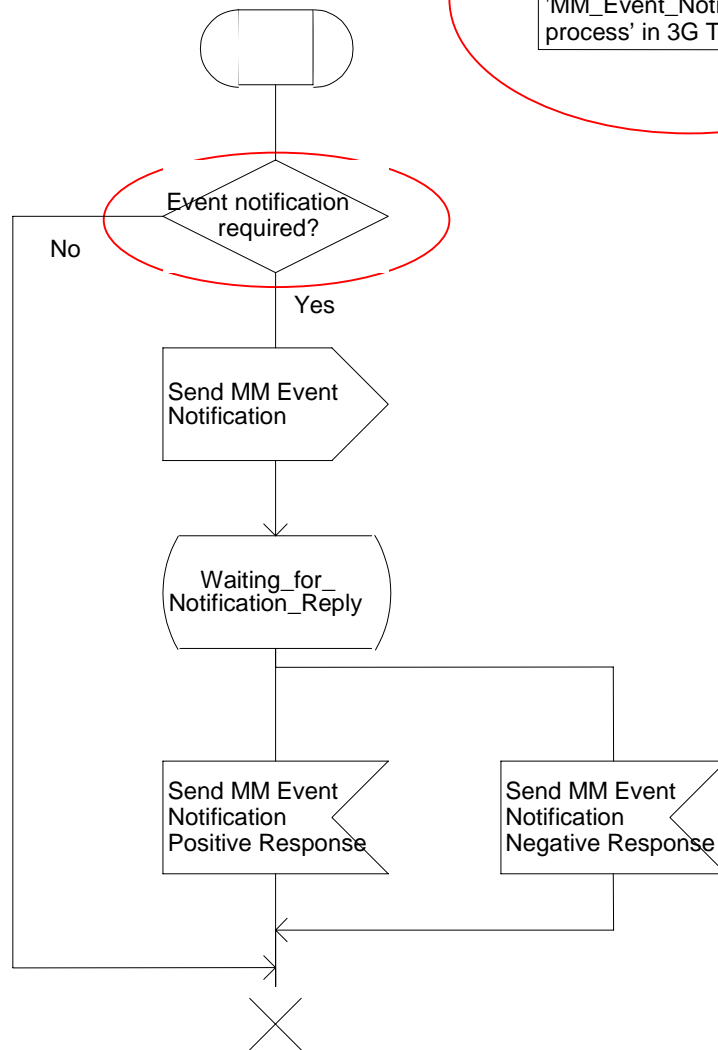 'MM_Event_Noti
process' in 3G T
Event notification
required?
No
Yes
Send MM Event
Notification
Waiting_for_
Notification_Reply
Send MM Event
Notification
Positive Response
Send MM Event
Notification
Negative Response